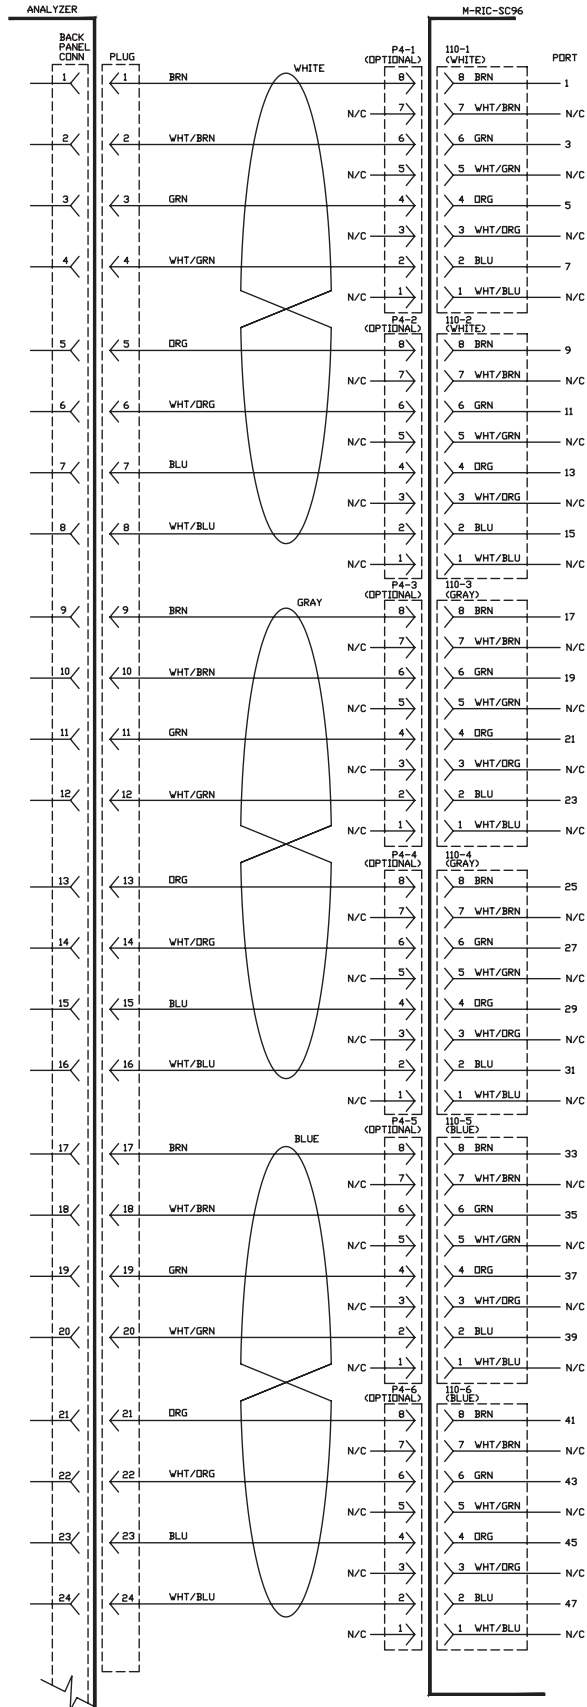 ANALYZER M-RIC-SC96
BACK PANEL CONN PLUG P4-1 (OPTIONAL) 110-1 (WHITE) PORT
WHITE
1 1 BRN 8 8 BRN 1
N/C 7 7 WHT/BRN N/C
2 2 WHT/BRN 6 6 GRN 3
N/C 5 5 WHT/GRN N/C
3 3 GRN 4 4 ORG 5
N/C 3 3 WHT/ORG N/C
4 4 WHT/GRN 2 2 BLU 7
N/C 1 1 WHT/BLU N/C
P4-2 (OPTIONAL) 110-2 (WHITE)
5 5 ORG 8 8 BRN 9
N/C 7 7 WHT/BRN N/C
6 6 WHT/ORG 6 6 GRN 11
N/C 5 5 WHT/GRN N/C
7 7 BLU 4 4 ORG 13
N/C 3 3 WHT/ORG N/C
8 8 WHT/BLU 2 2 BLU 15
N/C 1 1 WHT/BLU N/C
P4-3 (OPTIONAL) 110-3 (GRAY)
GRAY
9 9 BRN 8 8 BRN 17
N/C 7 7 WHT/BRN N/C
10 10 WHT/BRN 6 6 GRN 19
N/C 5 5 WHT/GRN N/C
11 11 GRN 4 4 ORG 21
N/C 3 3 WHT/ORG N/C
12 12 WHT/GRN 2 2 BLU 23
N/C 1 1 WHT/BLU N/C
P4-4 (OPTIONAL) 110-4 (GRAY)
13 13 ORG 8 8 BRN 25
N/C 7 7 WHT/BRN N/C
14 14 WHT/ORG 6 6 GRN 27
N/C 5 5 WHT/GRN N/C
15 15 BLU 4 4 ORG 29
N/C 3 3 WHT/ORG N/C
16 16 WHT/BLU 2 2 BLU 31
N/C 1 1 WHT/BLU N/C
P4-5 (OPTIONAL) 110-5 (BLUE)
BLUE
17 17 BRN 8 8 BRN 33
N/C 7 7 WHT/BRN N/C
18 18 WHT/BRN 6 6 GRN 35
N/C 5 5 WHT/GRN N/C
19 19 GRN 4 4 ORG 37
N/C 3 3 WHT/ORG N/C
20 20 WHT/GRN 2 2 BLU 39
N/C 1 1 WHT/BLU N/C
P4-6 (OPTIONAL) 110-6 (BLUE)
21 21 ORG 8 8 BRN 41
N/C 7 7 WHT/BRN N/C
22 22 WHT/ORG 6 6 GRN 43
N/C 5 5 WHT/GRN N/C
23 23 BLU 4 4 ORG 45
N/C 3 3 WHT/ORG N/C
24 24 WHT/BLU 2 2 BLU 47
N/C 1 1 WHT/BLU N/C